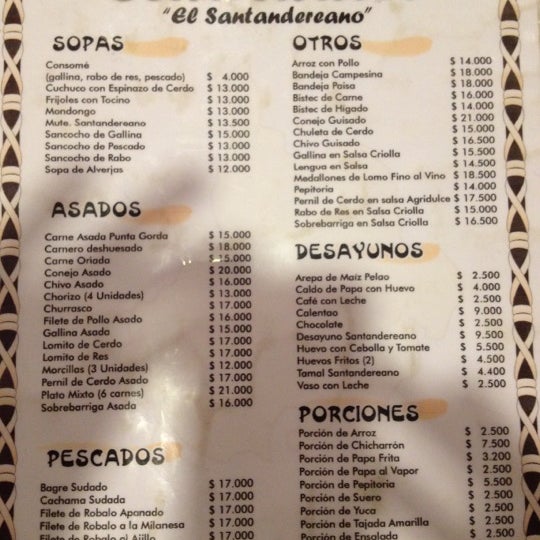 "El Santandereano"
SOPAS
Consomé
(gallina, rabo de res, pescado) $ 4.000
Cuchuco con Espinazo de Cerdo $ 13.000
Frijoles con Tocino $ 13.000
Mondongo $ 13.000
Mute. Santandereano $ 13.500
Sancocho de Gallina $ 15.000
Sancocho de Pescado $ 13.000
Sancocho de Rabo $ 13.000
Sopa de Alverjas $ 12.000
ASADOS
Carne Asada Punta Gorda $ 15.000
Carnero deshuesado $ 18.000
Carne Oriada $ 15.000
Conejo Asado $ 20.000
Chivo Asado $ 16.000
Chorizo (4 Unidades) $ 13.000
Churrasco $ 17.000
Filete de Pollo Asado $ 16.000
Gallina Asada $ 15.000
Lomito de Cerdo $ 17.000
Lomito de Res $ 17.000
Morcillas (3 Unidades) $ 12.000
Pernil de Cerdo Asado $ 17.000
Plato Mixto (6 carnes) $ 21.000
Sobrebarriga Asada $ 16.000
PESCADOS
Bagre Sudado $ 17.000
Cachama Sudada $ 17.000
Filete de Robalo Apanado $ 17.000
Filete de Robalo a la Milanesa $ 17.000
Filete de Robalo al Ajillo $ 17.000
OTROS
Arroz con Pollo $ 14.000
Bandeja Campesina $ 18.000
Bandeja Paisa $ 18.000
Bistec de Carne $ 16.000
Bistec de Higado $ 14.000
Conejo Guisado $ 21.000
Chuleta de Cerdo $ 15.000
Chivo Guisado $ 16.500
Gallina en Salsa Criolla $ 15.500
Lengua en Salsa $ 14.500
Medallones de Lomo Fino al Vino $ 18.500
Pepitoria $ 14.000
Pernil de Cerdo en salsa Agridulce $ 17.500
Rabo de Res en Salsa Criolla $ 15.000
Sobrebarriga en Salsa Criolla $ 16.500
DESAYUNOS
Arepa de Maíz Pelao $ 2.500
Caldo de Papa con Huevo $ 4.000
Café con Leche $ 2.500
Calentao $ 9.000
Chocolate $ 2.500
Desayuno Santandereano $ 9.500
Huevo con Cebolla y Tomate $ 5.500
Huevos Fritos (2) $ 4.500
Tamal Santandereano $ 4.400
Vaso con Leche $ 2.500
PORCIONES
Porción de Arroz $ 2.500
Porción de Chicharrón $ 7.500
Porción de Papa Frita $ 3.200
Porción de Papa al Vapor $ 2.500
Porción de Pepitoria $ 5.500
Porción de Suero $ 2.500
Porción de Yuca $ 2.500
Porción de Tajada Amarilla $ 2.500
Porción de Ensalada $ 2.500